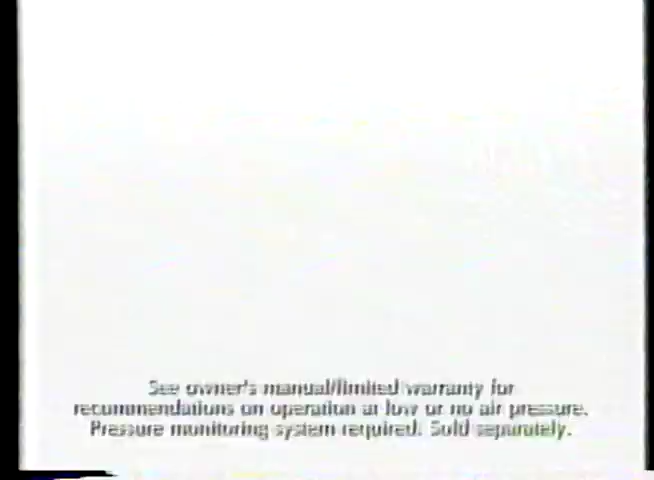 See owner's manual/limited warranty for
recommendations on operation at low or no air pressure.
Pressure monitoring system required. Sold separately.